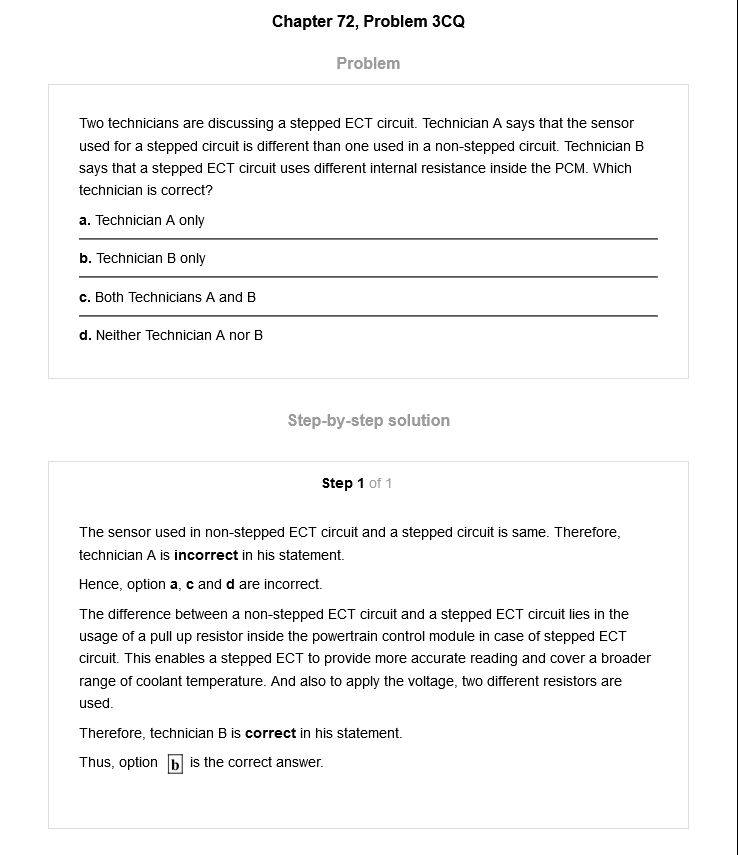 Chapter 72, Problem 3CQ
Problem
Two technicians are discussing a stepped ECT circuit. Technician A says that the sensor
used for a stepped circuit is different than one used in a non-stepped circuit. Technician B
says that a stepped ECT circuit uses different internal resistance inside the PCM. Which
technician is correct?
a. Technician A only
b. Technician B only
c. Both Technicians A and B
d. Neither Technician A nor B
Step-by-step solution
Step 1 of 1
The sensor used in non-stepped ECT circuit and a stepped circuit is same. Therefore,
technician A is incorrect in his statement.
Hence, option a, c and d are incorrect.
The difference between a non-stepped ECT circuit and a stepped ECT circuit lies in the
usage of a pull up resistor inside the powertrain control module in case of stepped ECT
circuit. This enables a stepped ECT to provide more accurate reading and cover a broader
range of coolant temperature. And also to apply the voltage, two different resistors are
used.
Therefore, technician B is correct in his statement.
Thus, option b is the correct answer.